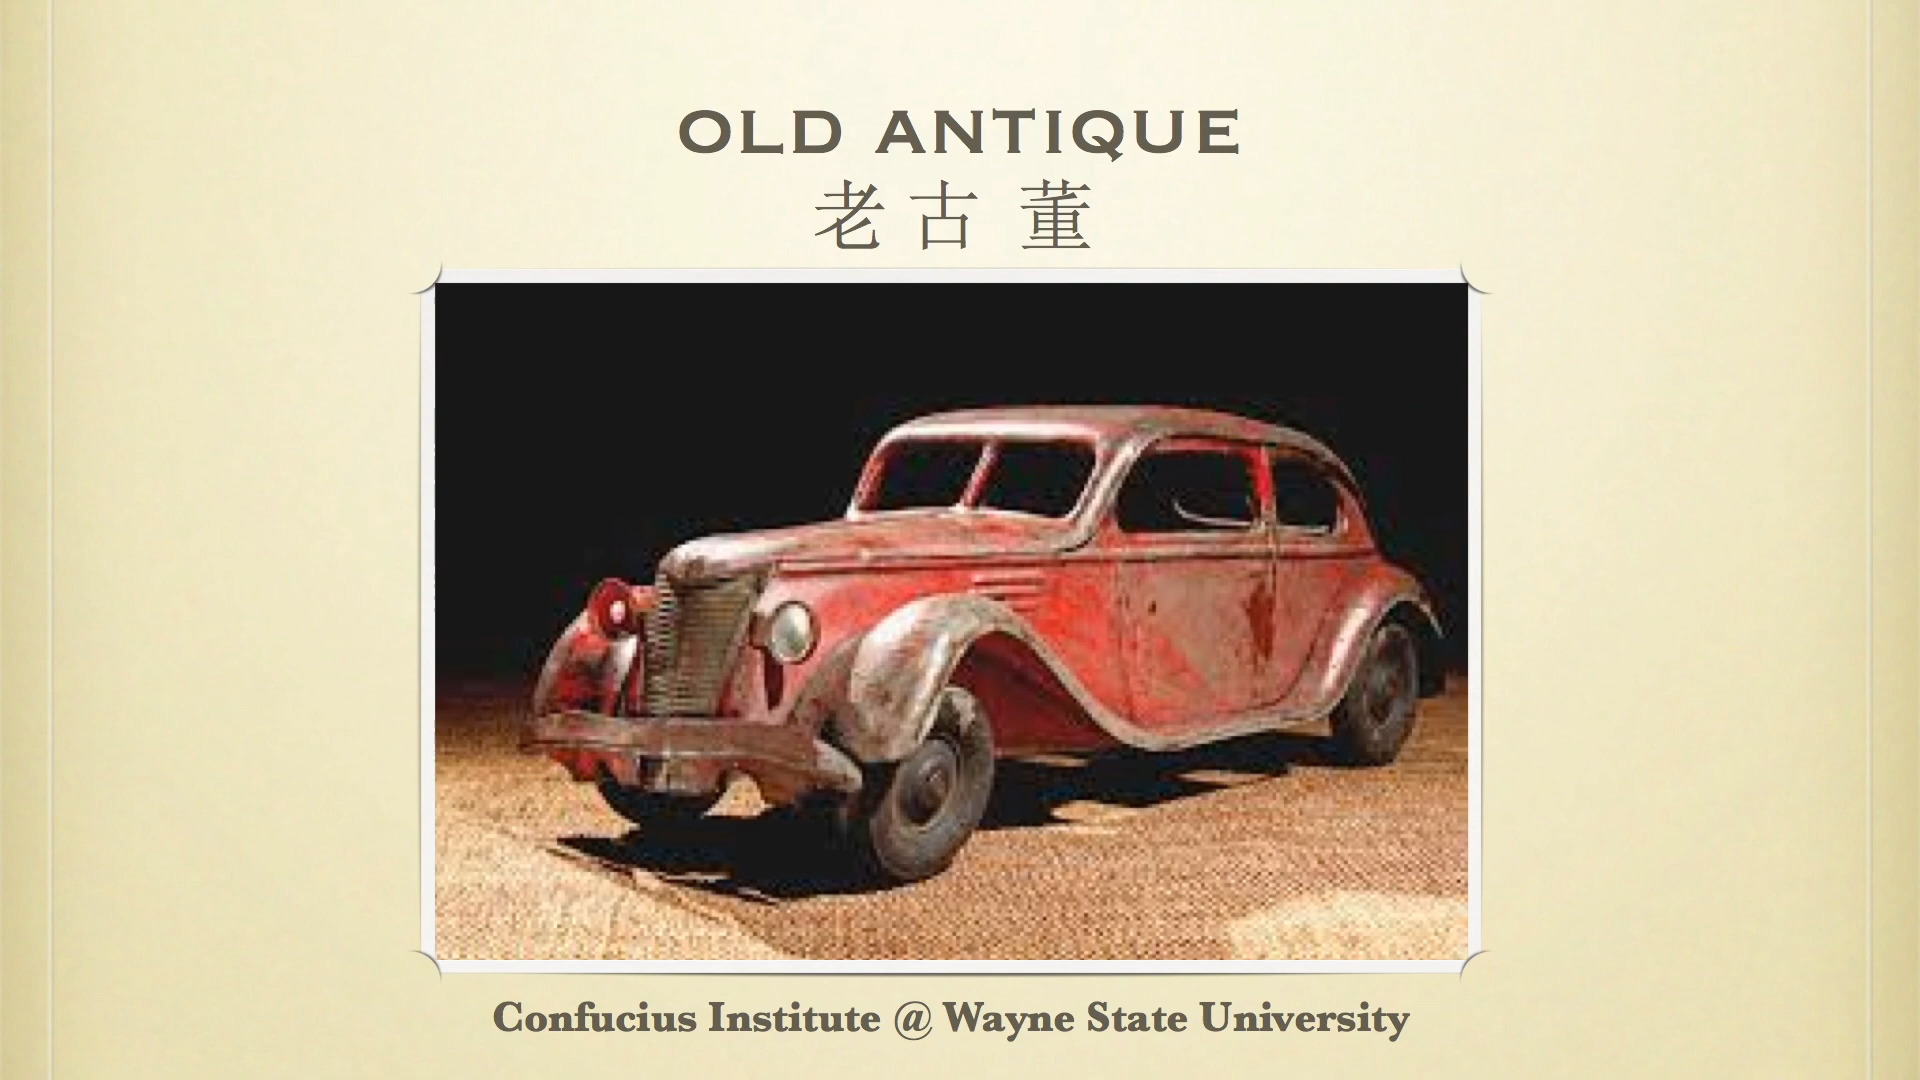 OLD ANTIQUE
老古 董
Confucius Institute @ Wayne State University